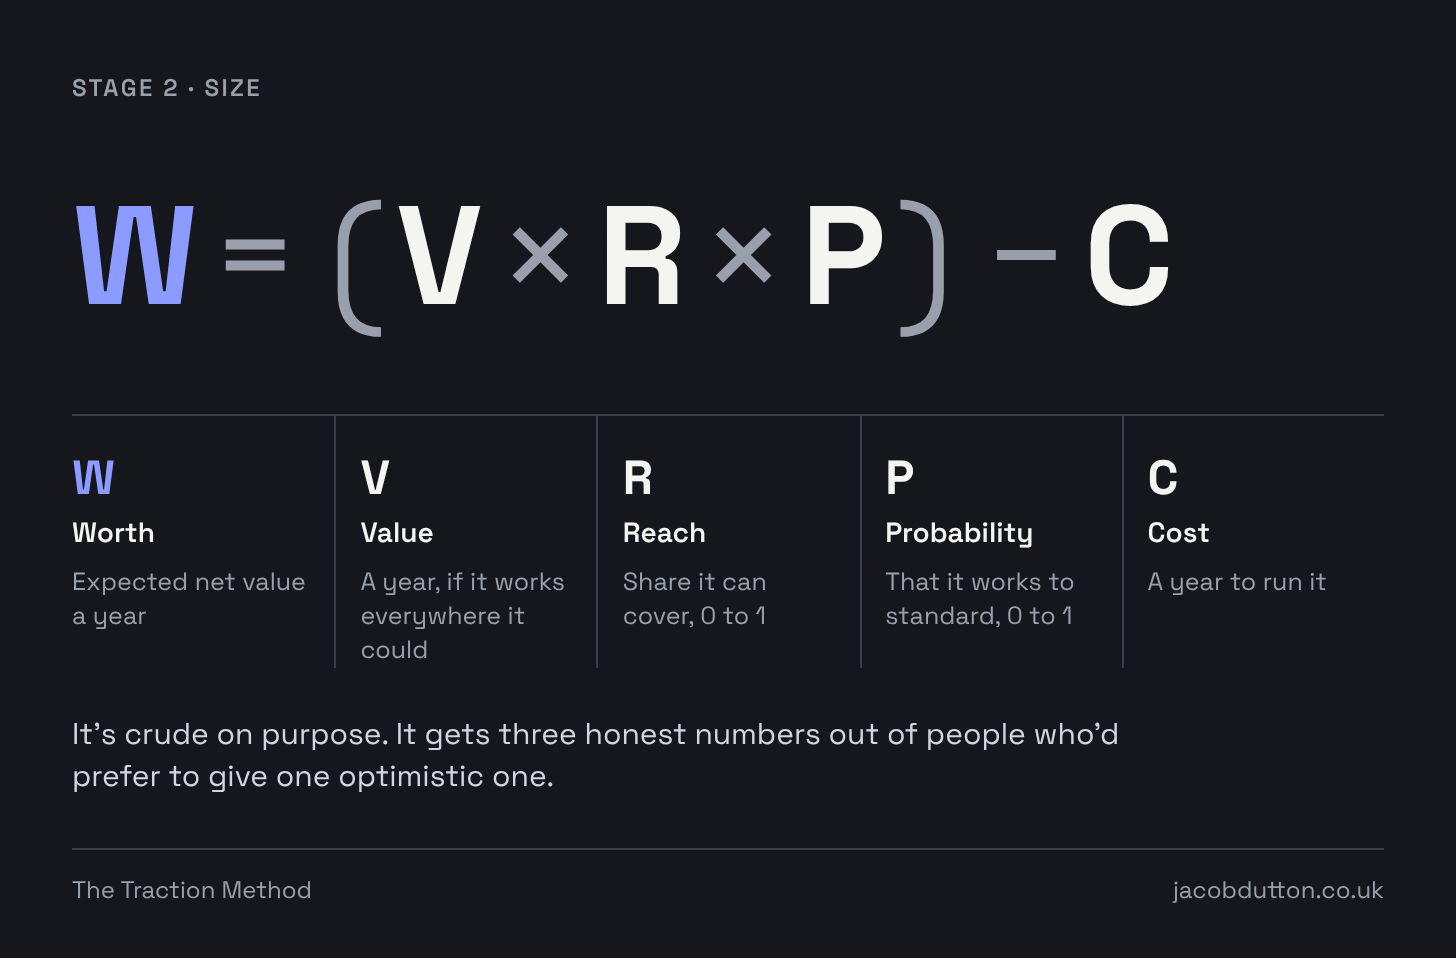 STAGE 2 · SIZE
W = (V × R × P) − C
W
Worth
Expected net value
a year
V
Value
A year, if it works
everywhere it
could
R
Reach
Share it can
cover, 0 to 1
P
Probability
That it works to
standard, 0 to 1
C
Cost
A year to run it
It’s crude on purpose. It gets three honest numbers out of people who’d
prefer to give one optimistic one.
The Traction Method
jacobdutton.co.uk